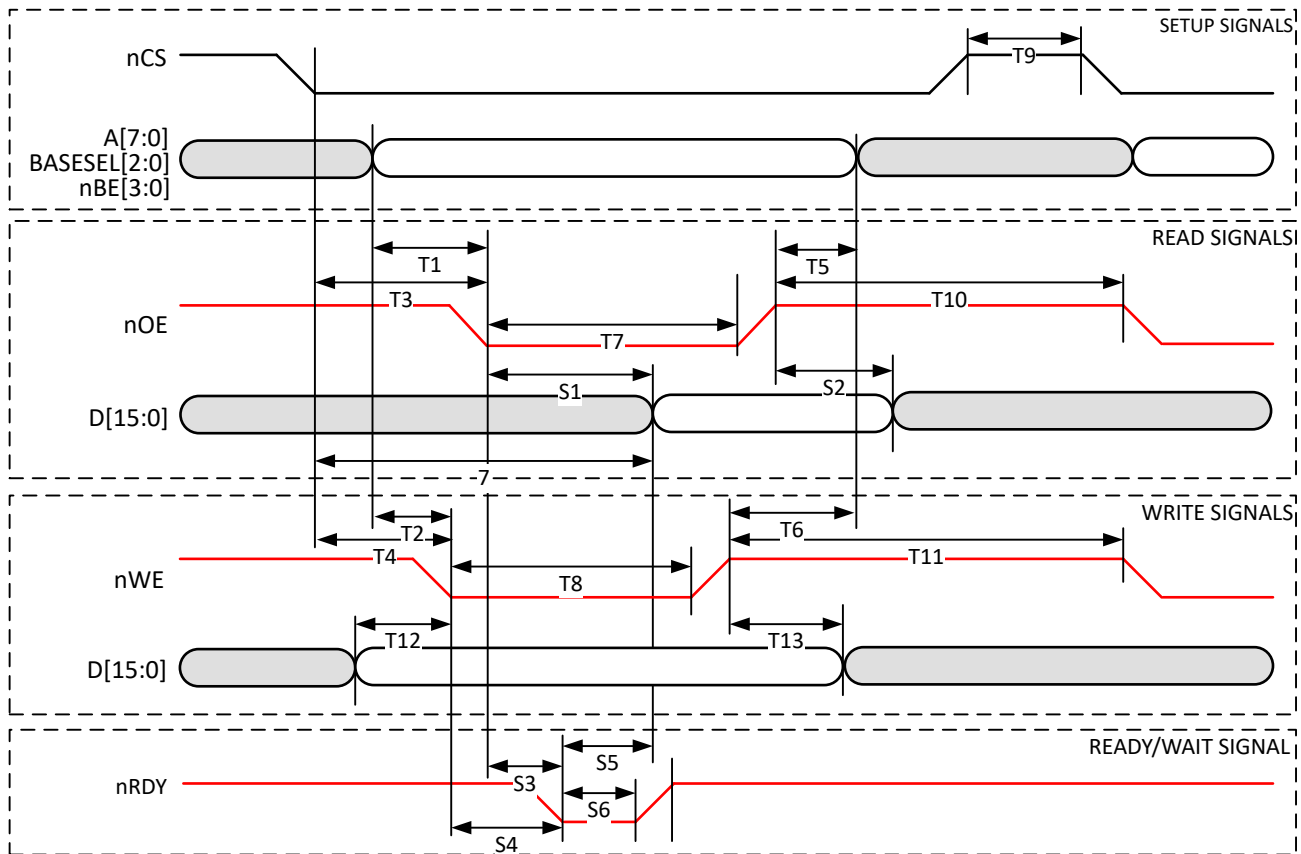 SETUP SIGNALS
nCS
T9
A[7:0]
BASESEL[2:0]
nBE[3:0]
READ SIGNALS
T1
T5
T3
T10
nOE
T7
S1
S2
D[15:0]
7
WRITE SIGNALS
T2
T6
T4
T11
nWE
T8
T12
T13
D[15:0]
READY/WAIT SIGNAL
S5
nRDY
S3
S6
S4